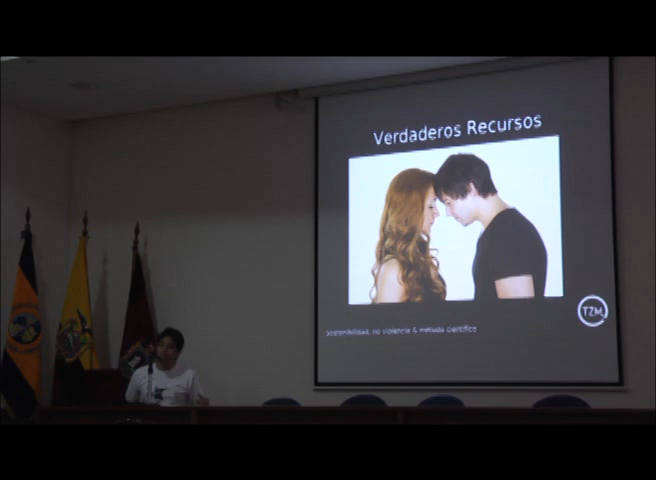 Verdaderos Recursos
TZM
Sostenibilidad, no violencia & método científico